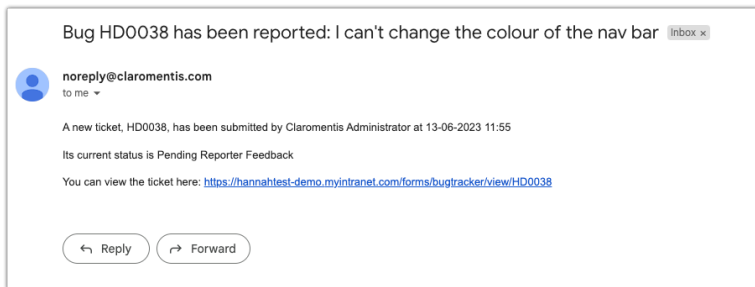 Bug HD0038 has been reported: I can't change the colour of the nav bar Inbox ×
noreply@claromentis.com
to me
A new ticket, HD0038, has been submitted by Claromentis Administrator at 13-06-2023 11:55
Its current status is Pending Reporter Feedback
You can view the ticket here: https://hannahtest-demo.myintranet.com/forms/bugtracker/view/HD0038
Reply Forward